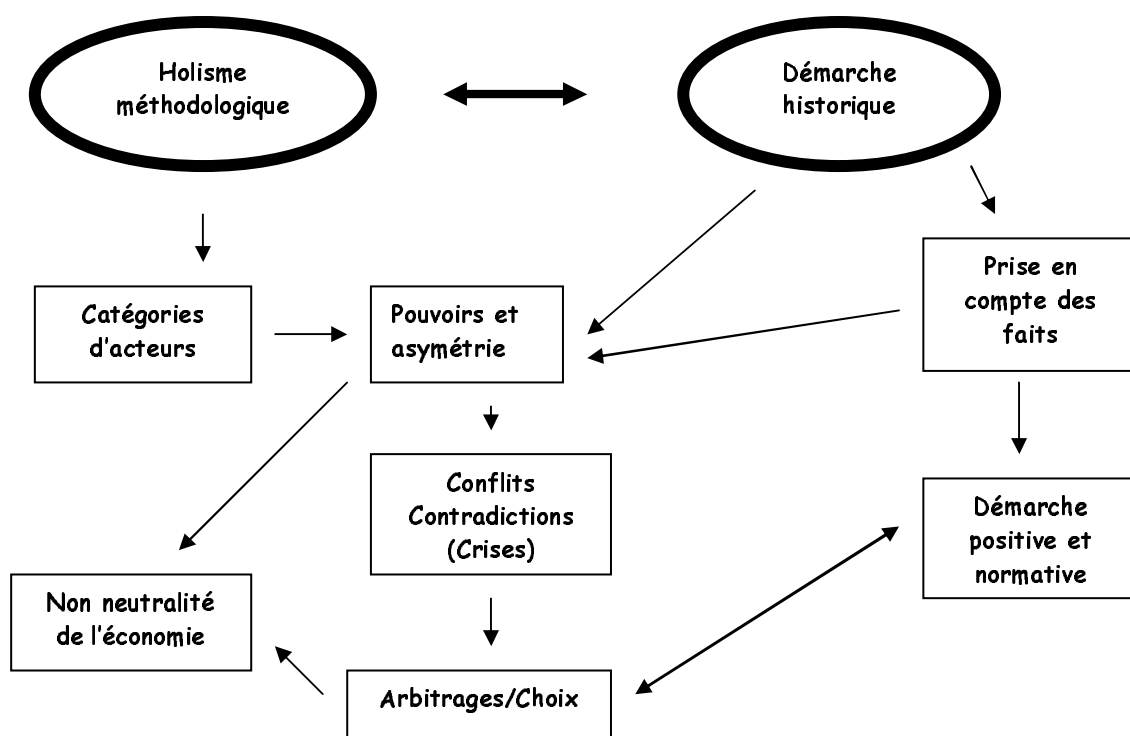 Holisme
méthodologique
Démarche
historique
Catégories
d'acteurs
Pouvoirs et
asymétrie
Prise en
compte des
faits
Conflits
Contradictions
(Crises)
Démarche
positive et
normative
Non neutralité
de l'économie
Arbitrages/Choix